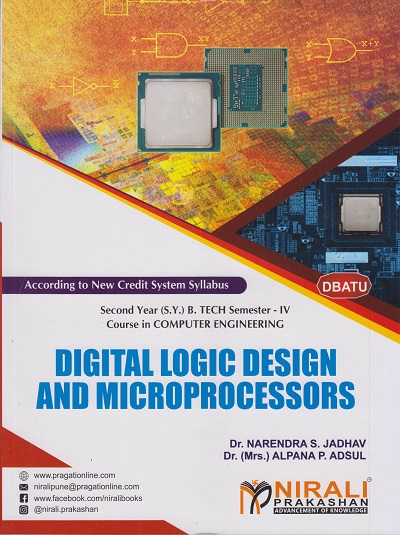 X+Y
According to New Credit System Syllabus
DBATU
Second Year (S.Y.) B. TECH Semester - IV
Course in COMPUTER ENGINEERING
DIGITAL LOGIC DESIGN
AND MICROPROCESSORS
Dr. NARENDRA S. JADHAV
Dr. (Mrs.) ALPANA P. ADSUL
www.pragationline.com
niralipune@pragationline.com
www.facebook.com/niralibooks
@nirali.prakashan
NIRALI
PRAKASHAN
ADVANCEMENT OF KNOWLEDGE